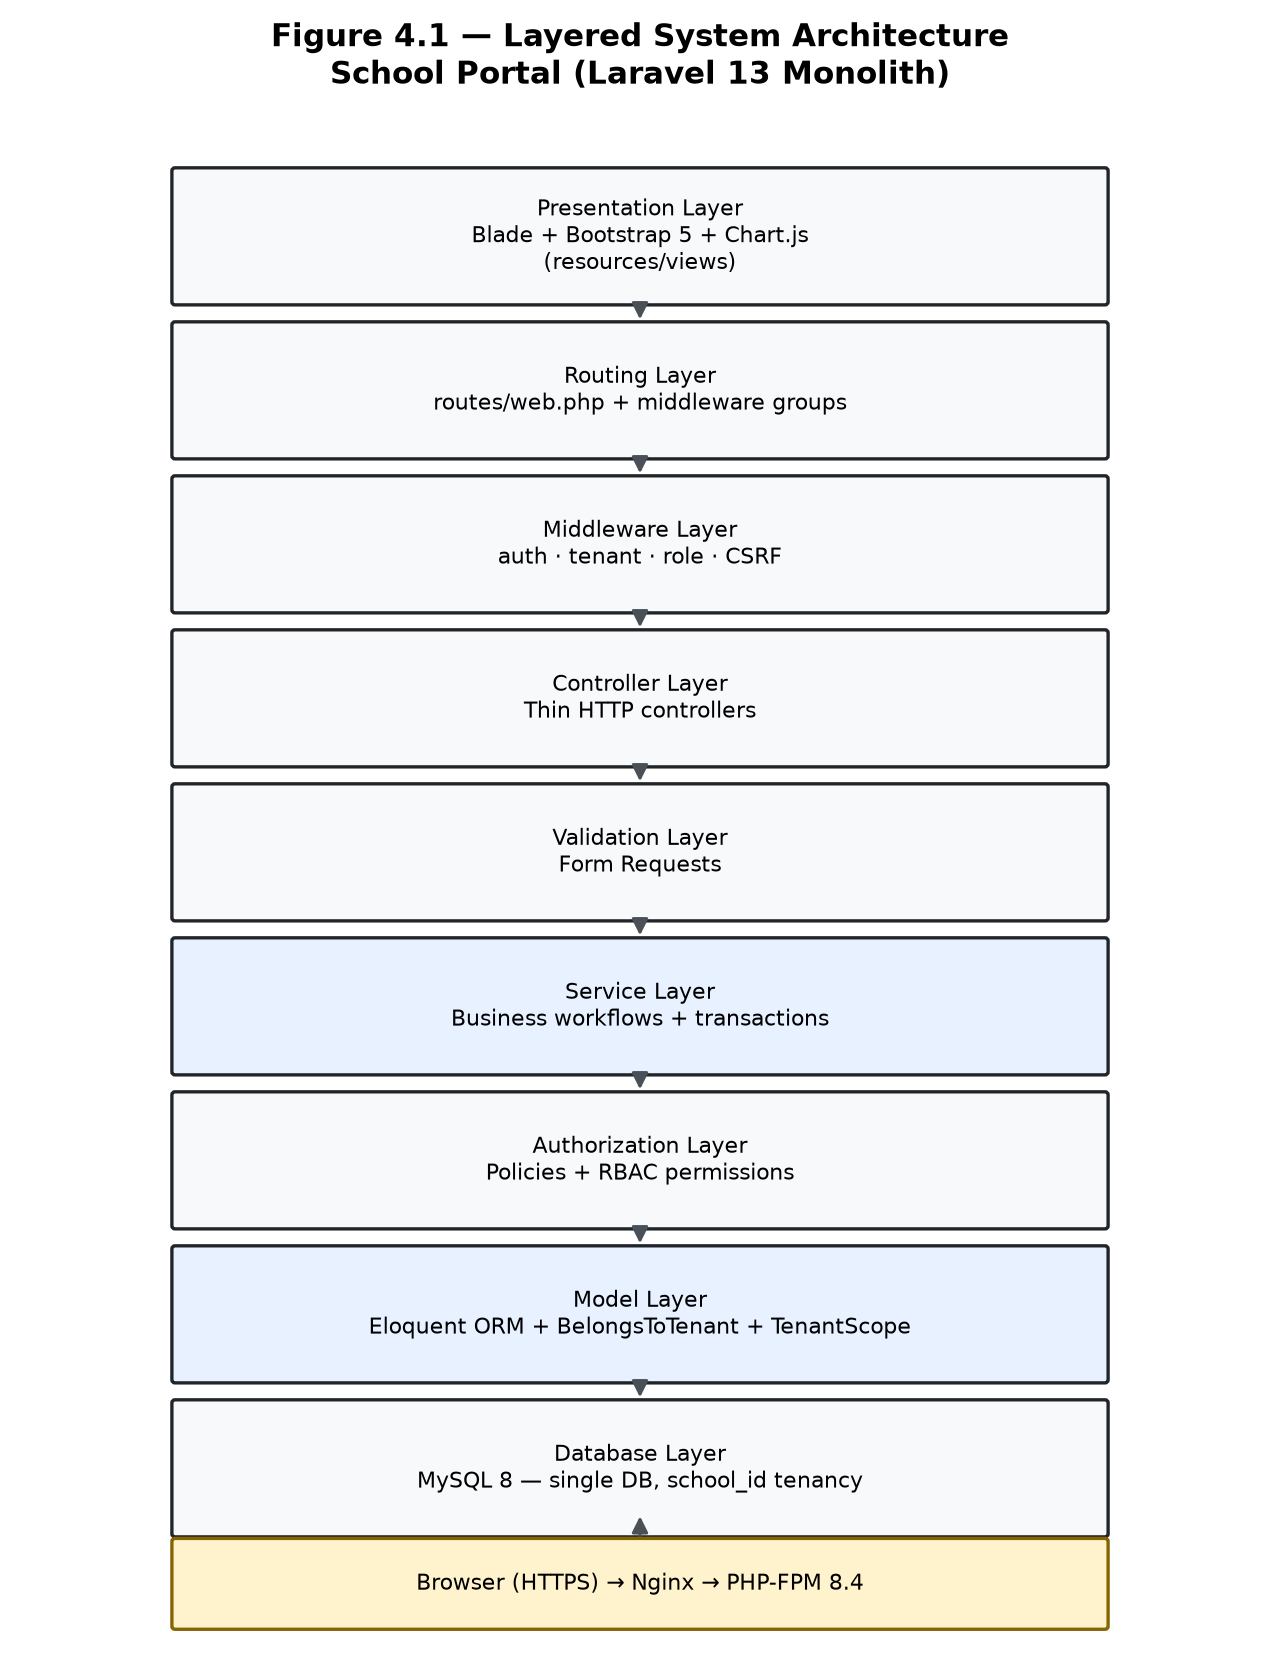 Figure 4.1 — Layered System Architecture
School Portal (Laravel 13 Monolith)
Presentation Layer
Blade + Bootstrap 5 + Chart.js
(resources/views)
Routing Layer
routes/web.php + middleware groups
Middleware Layer
auth · tenant · role · CSRF
Controller Layer
Thin HTTP controllers
Validation Layer
Form Requests
Service Layer
Business workflows + transactions
Authorization Layer
Policies + RBAC permissions
Model Layer
Eloquent ORM + BelongsToTenant + TenantScope
Database Layer
MySQL 8 — single DB, school_id tenancy
Browser (HTTPS) → Nginx → PHP-FPM 8.4